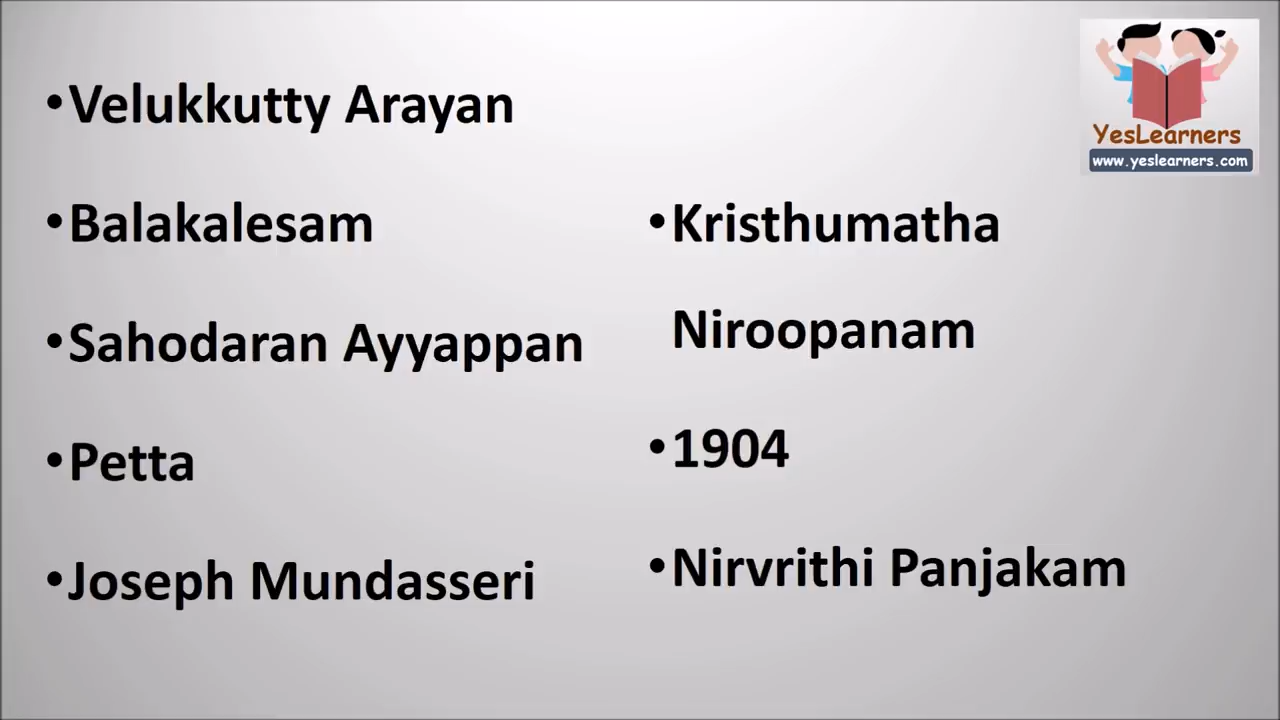 •Velukkutty Arayan
•Balakalesam
•Sahodaran Ayyappan
•Petta
•Joseph Mundasseri
•Kristhumatha
Niroopanam
•1904
•Nirvrithi Panjakam
YesLearners
www.yeslearners.com